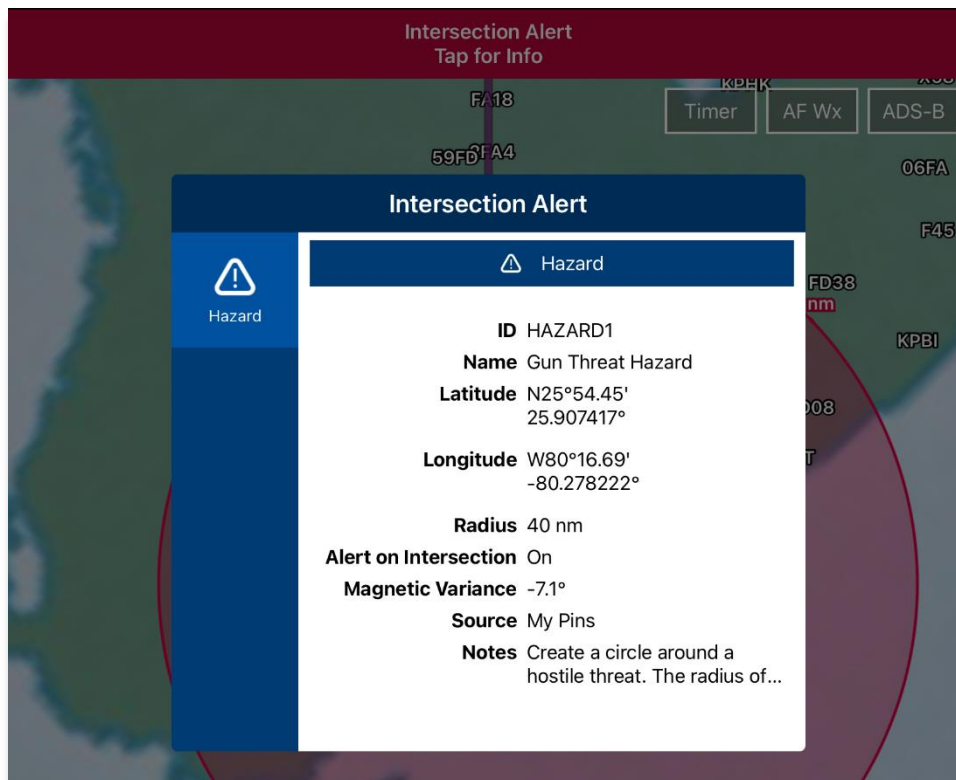 Intersection Alert
Tap for Info
KPHK
FA18
Timer
AF Wx
ADS-B
59FD
06FA
Intersection Alert
F45
Hazard
Hazard
FD38
nm
ID HAZARD1
KPBI
Name Gun Threat Hazard
Latitude N25°54.45'
25.907417°
Longitude W80°16.69'
-80.278222°
Radius 40 nm
Alert on Intersection On
Magnetic Variance -7.1°
Source My Pins
Notes Create a circle around a
hostile threat. The radius of...